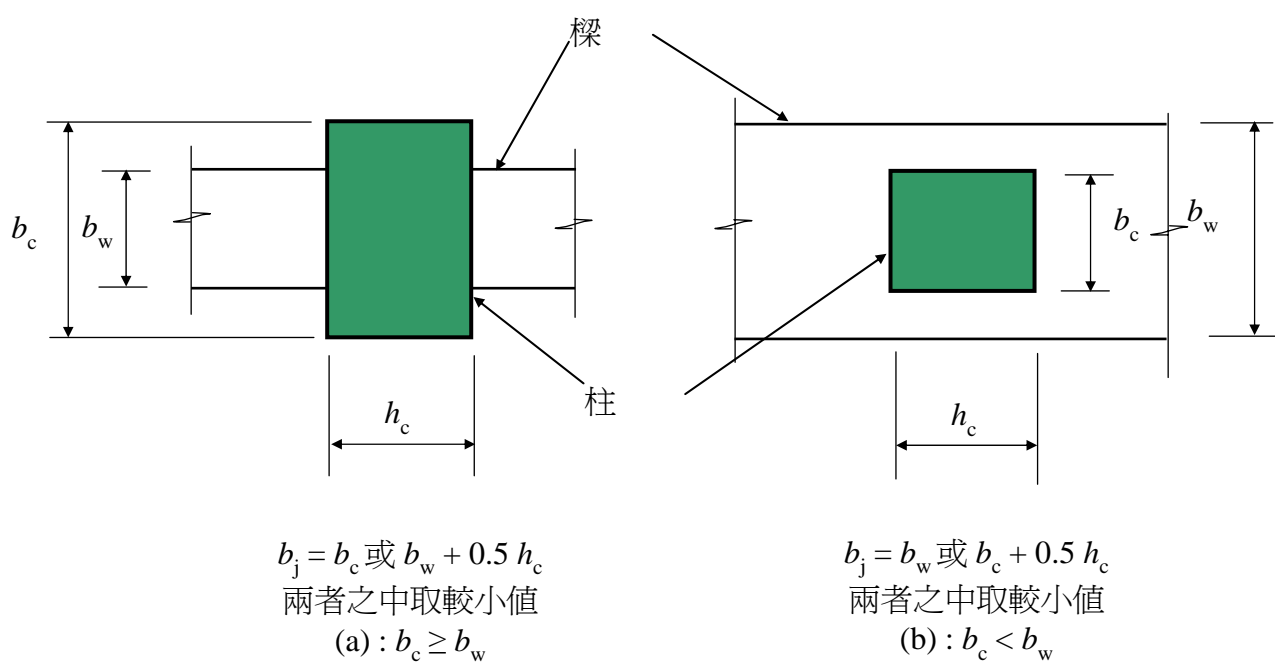 樑
b_c
b_w
b_c
b_w
柱
h_c
h_c
b_j = b_c 或 b_w + 0.5 h_c
兩者之中取較小值
(a) : b_c ≥ b_w
b_j = b_w 或 b_c + 0.5 h_c
兩者之中取較小值
(b) : b_c < b_w